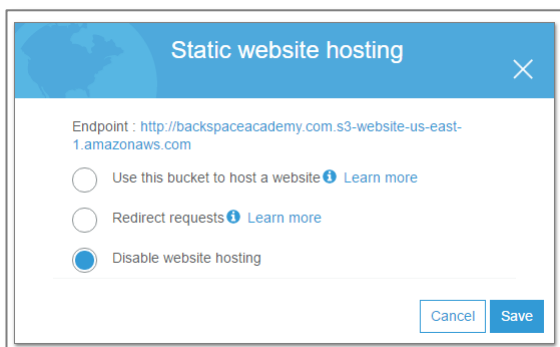 Static website hosting
Endpoint : http://backspaceacademy.com.s3-website-us-east-
1.amazonaws.com
Use this bucket to host a website Learn more
Redirect requests Learn more
Disable website hosting
Cancel Save